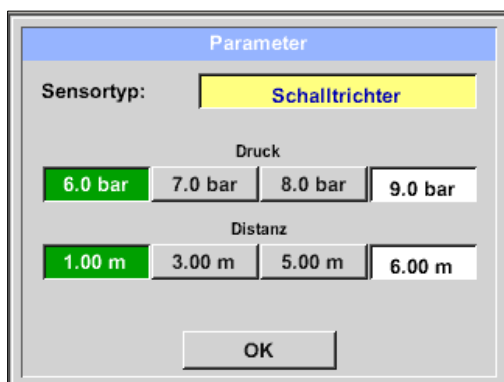 Parameter
Sensortyp: Schalltrichter
Druck
6.0 bar 7.0 bar 8.0 bar 9.0 bar
Distanz
1.00 m 3.00 m 5.00 m 6.00 m
OK